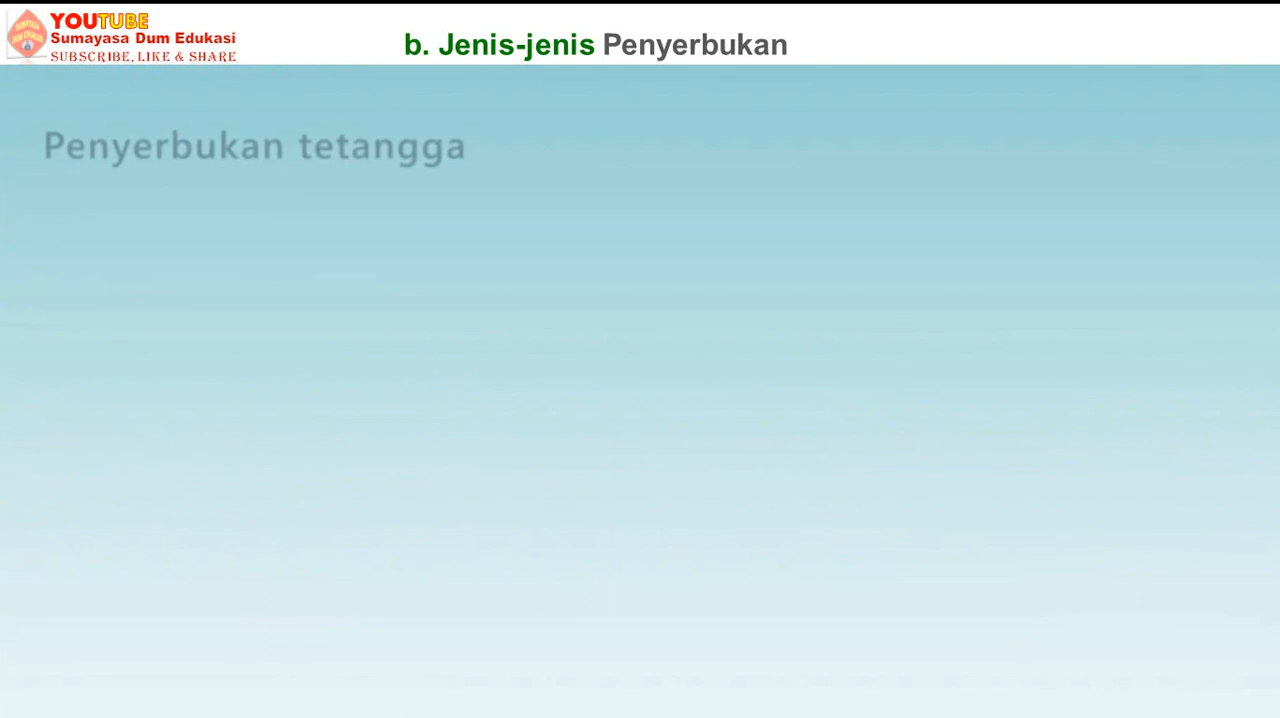 YOUTUBE
Sumayasa Dum Edukasi
SUBSCRIBE, LIKE & SHARE
b. Jenis-jenis Penyerbukan
Penyerbukan tetangga